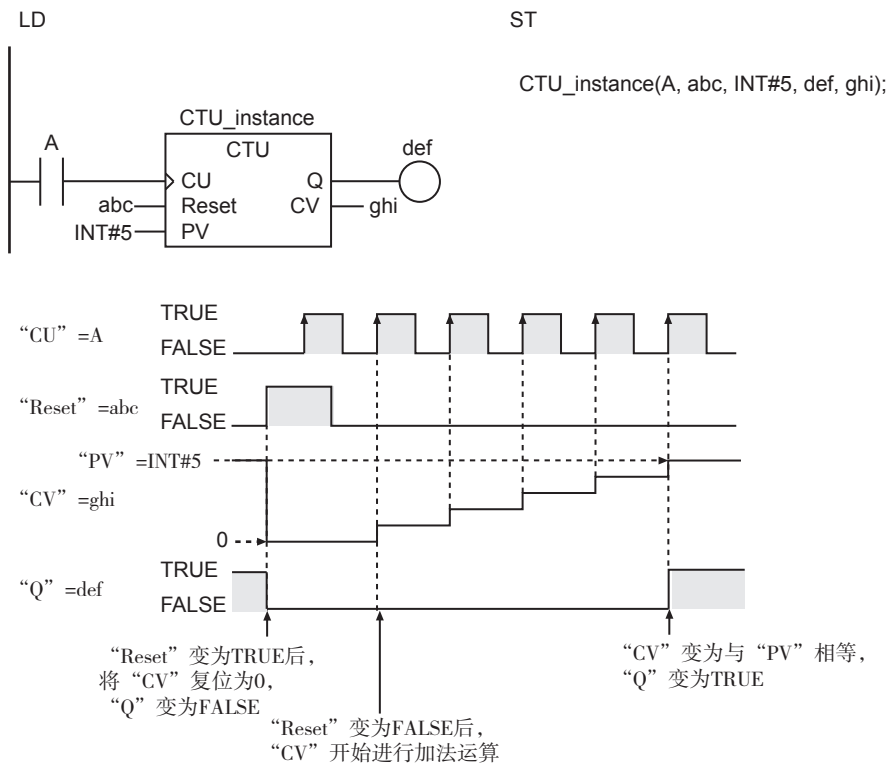 LD
ST
CTU_instance(A, abc, INT#5, def, ghi);
CTU_instance
A
CTU
def
CU
Q
abc
Reset
CV
ghi
INT#5
PV
“CU”=A
TRUE
FALSE
“Reset”=abc
TRUE
FALSE
“PV”=INT#5
“CV”=ghi
0
“Q”=def
TRUE
FALSE
“Reset”变为TRUE后，
将“CV”复位为0，
“Q”变为FALSE
“Reset”变为FALSE后，
“CV”开始进行加法运算
“CV”变为与“PV”相等，
“Q”变为TRUE